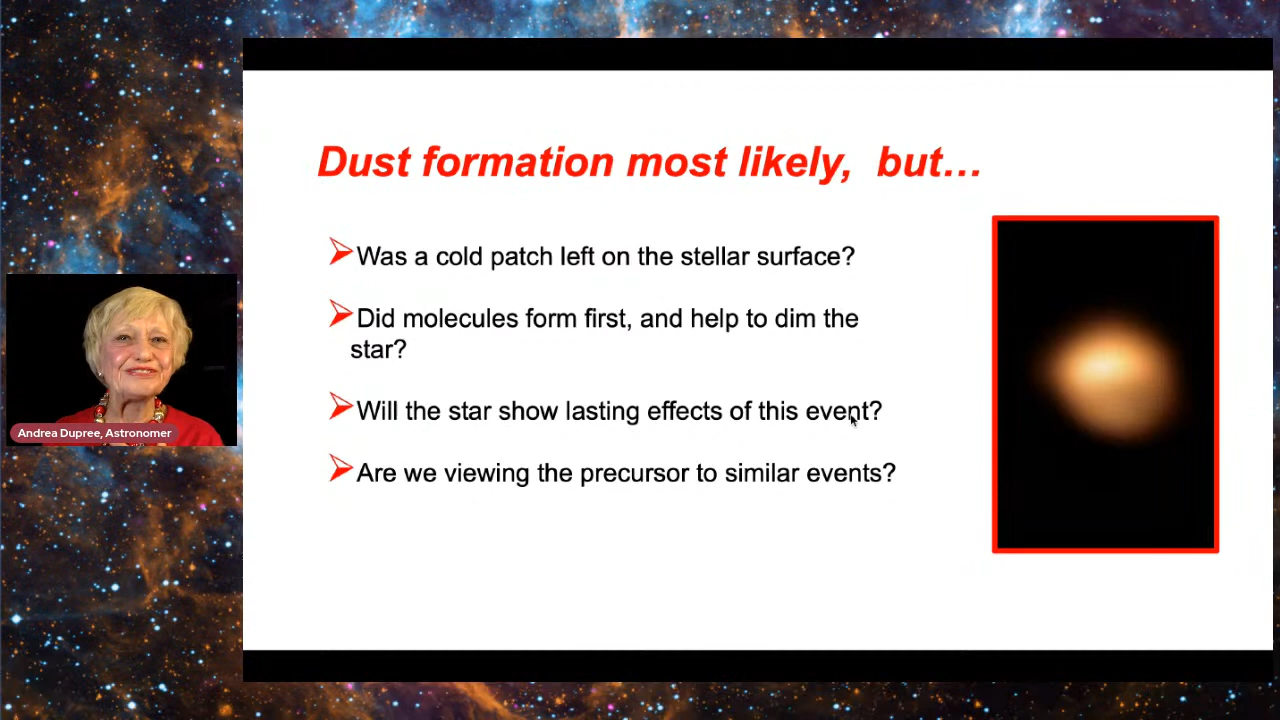 Dust formation most likely, but…
Was a cold patch left on the stellar surface?
Did molecules form first, and help to dim the
star?
Will the star show lasting effects of this event?
Are we viewing the precursor to similar events?
Andrea Dupree, Astronomer